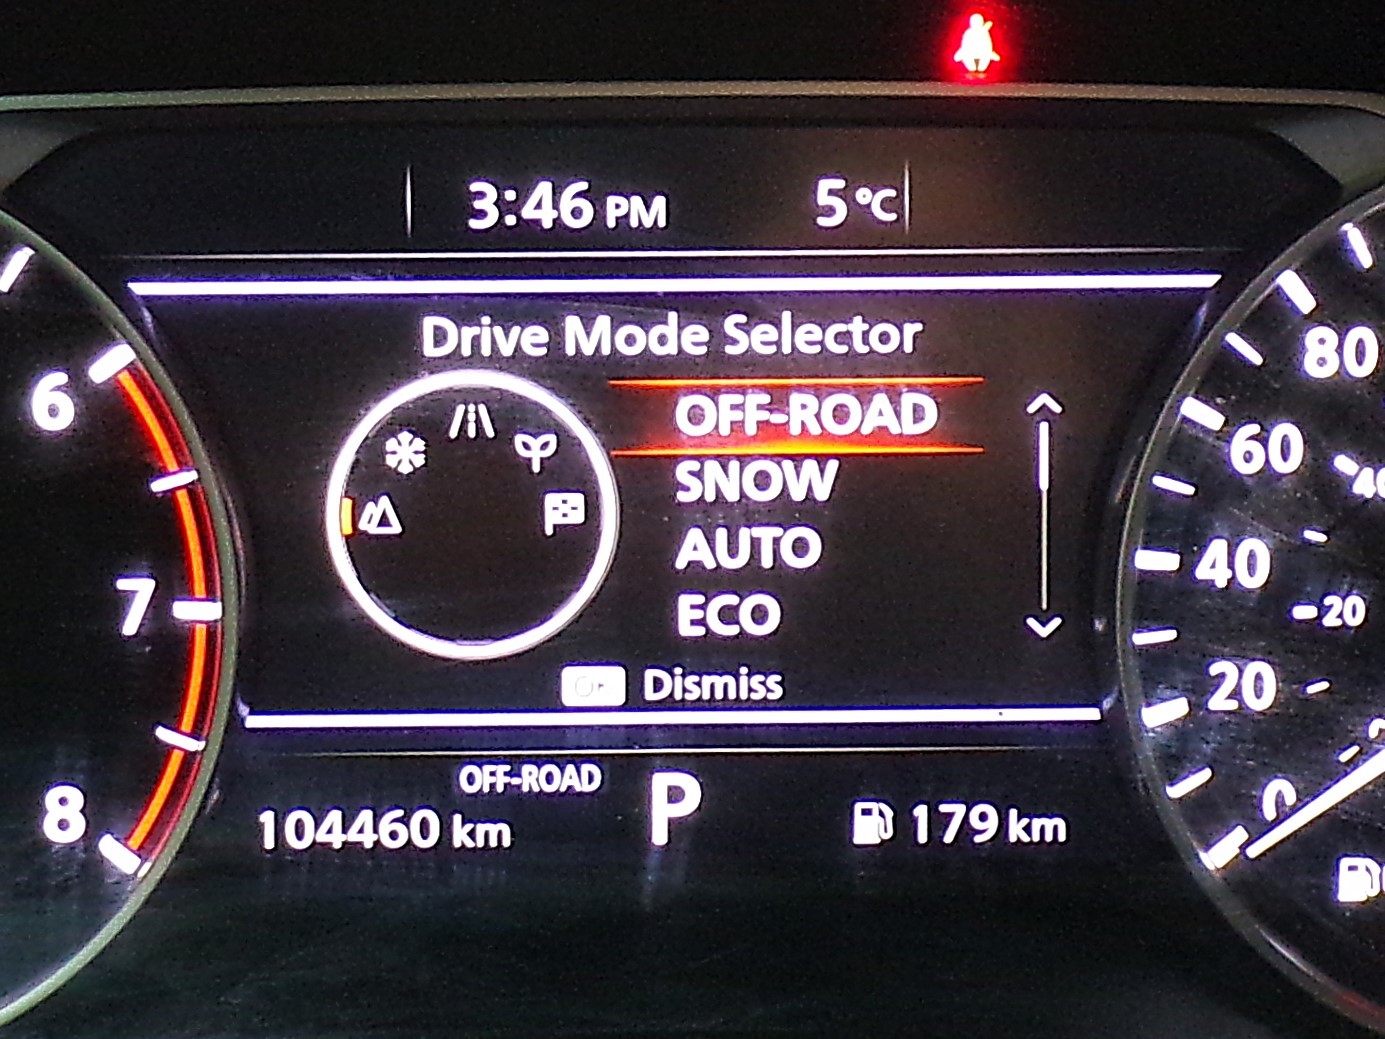 3:46 PM 5°C
Drive Mode Selector
OFF-ROAD
SNOW
AUTO
ECO
Dismiss
OFF-ROAD
104460 km P 179 km
6
7
8
80
60
40
20
0
20